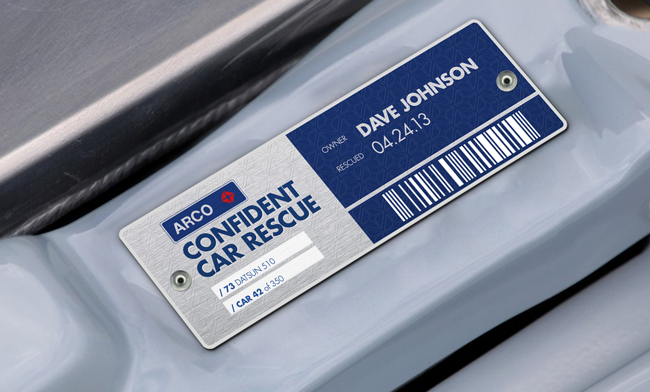 ARCO
CONFIDENT
CAR RESCUE
/ 73 DATSUN 510
/ CAR 42 of 350
OWNER DAVE JOHNSON
RESCUED 04.24.13